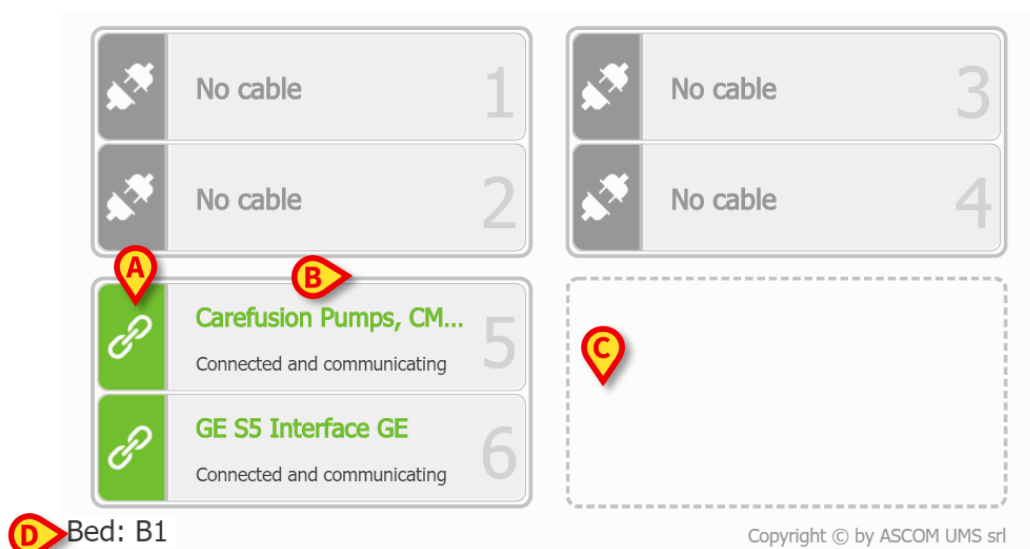 No cable 1
No cable 2
No cable 3
No cable 4
A
B
Carefusion Pumps, CM... 5
Connected and communicating
GE S5 Interface GE 6
Connected and communicating
C
D Bed: B1
Copyright © by ASCOM UMS srl